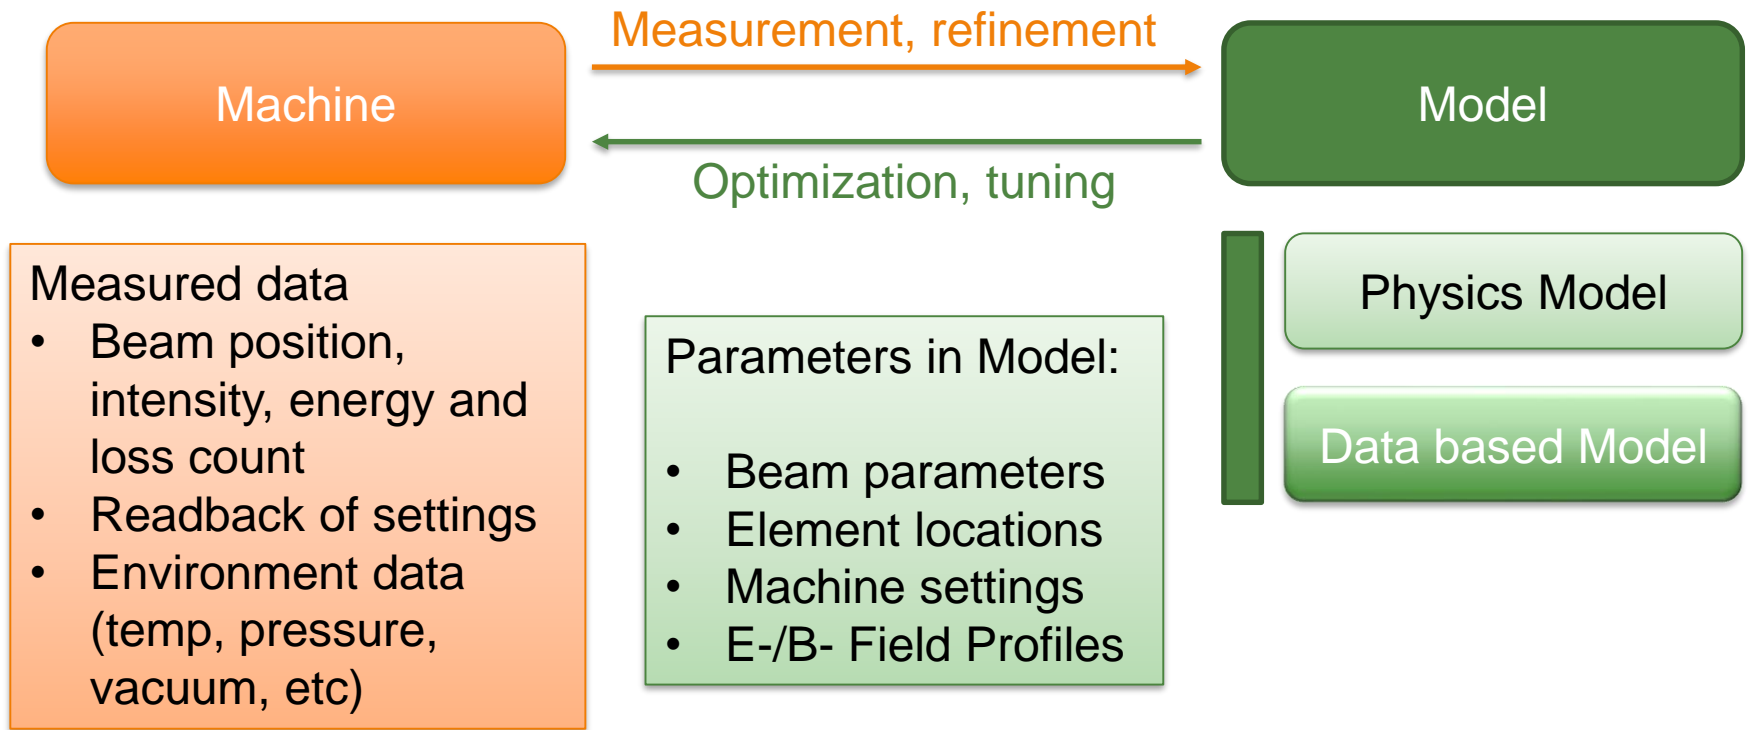 Measurement, refinement
Machine
Model
Optimization, tuning
Measured data
• Beam position,
intensity, energy and
loss count
• Readback of settings
• Environment data
(temp, pressure,
vacuum, etc)
Parameters in Model:
• Beam parameters
• Element locations
• Machine settings
• E-/B- Field Profiles
Physics Model
Data based Model